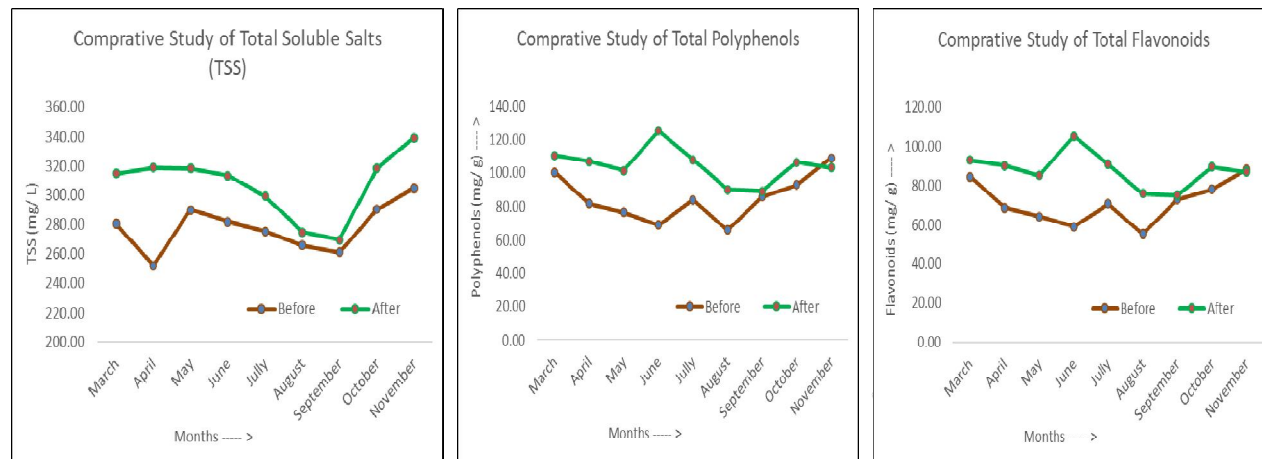 Comprative Study of Total Soluble Salts
(TSS)
TSS (mg/ L)
360.00
340.00
320.00
300.00
280.00
260.00
240.00
220.00
200.00
Before
After
March
April
May
June
Jully
August
September
October
November
Months ----- >
Comprative Study of Total Polyphenols
Polyphenols (mg/ g) ---- >
140.00
120.00
100.00
80.00
60.00
40.00
20.00
0.00
Before
After
March
April
May
June
Jully
August
September
October
November
Months ---- >
Comprative Study of Total Flavonoids
Flavonoids (mg/ g) ---- >
120.00
100.00
80.00
60.00
40.00
20.00
0.00
Before
After
March
April
May
June
Jully
August
September
October
November
Months ---- >